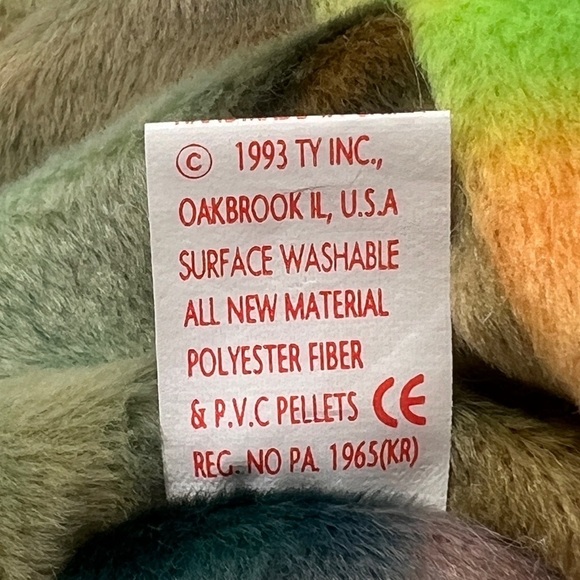 © 1993 TY INC.,
OAKBROOK IL, U.S.A
SURFACE WASHABLE
ALL NEW MATERIAL
POLYESTER FIBER
& P.V.C PELLETS CE
REG. NO PA. 1965(KR)